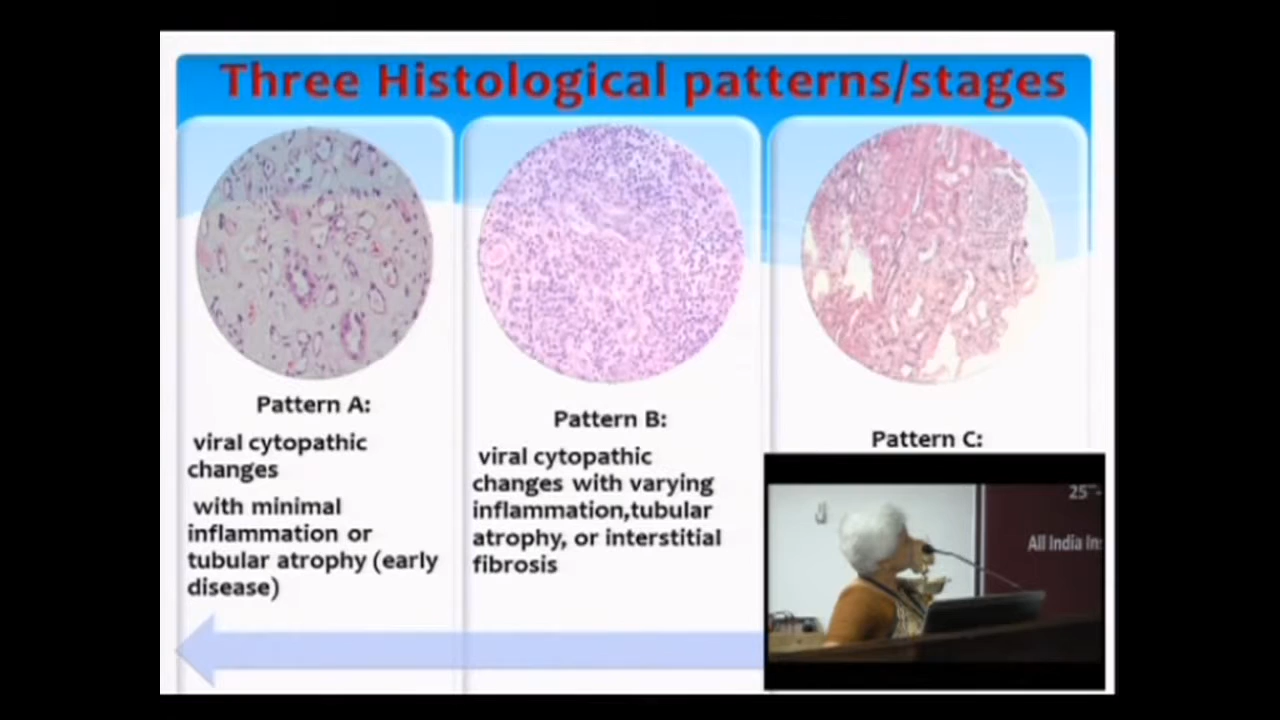 Three Histological patterns/stages
Pattern A:
viral cytopathic
changes
with minimal
inflammation or
tubular atrophy (early
disease)
Pattern B:
viral cytopathic
changes with varying
inflammation,tubular
atrophy, or interstitial
fibrosis
Pattern C:
25
All India In